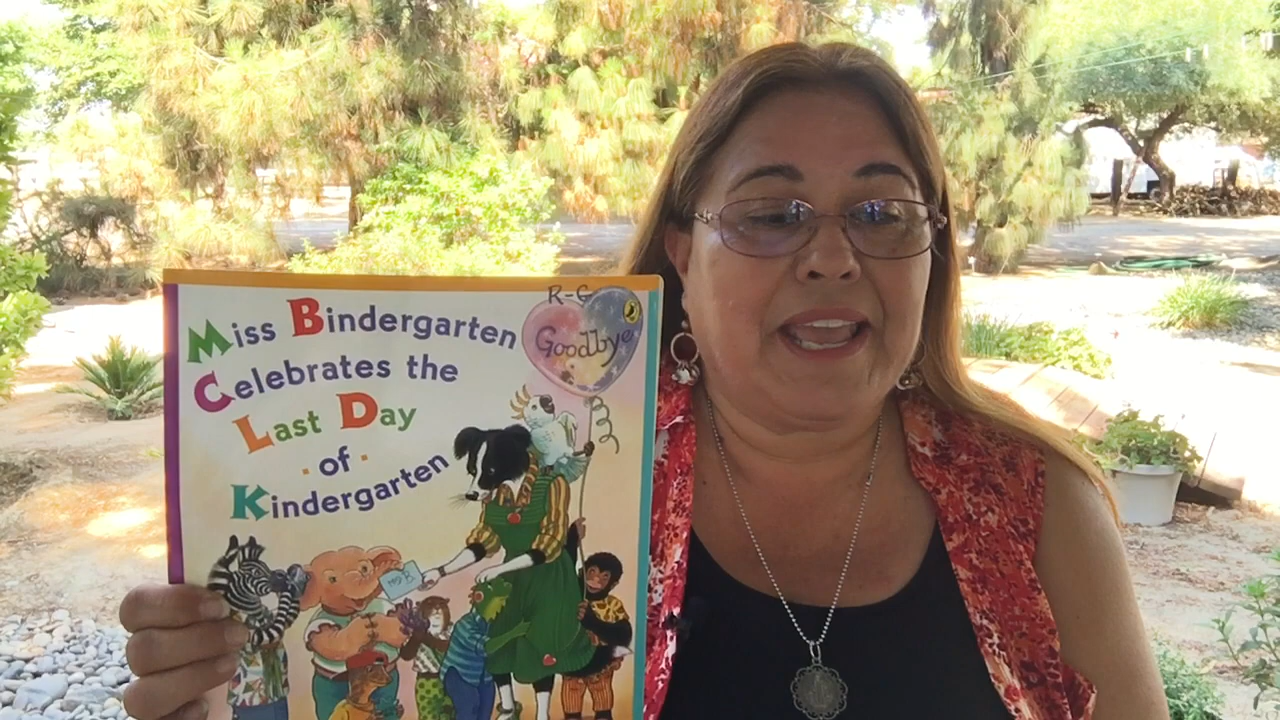 R-C
Goodbye
Miss Bindergarten
Celebrates the
Last Day
· of ·
Kindergarten